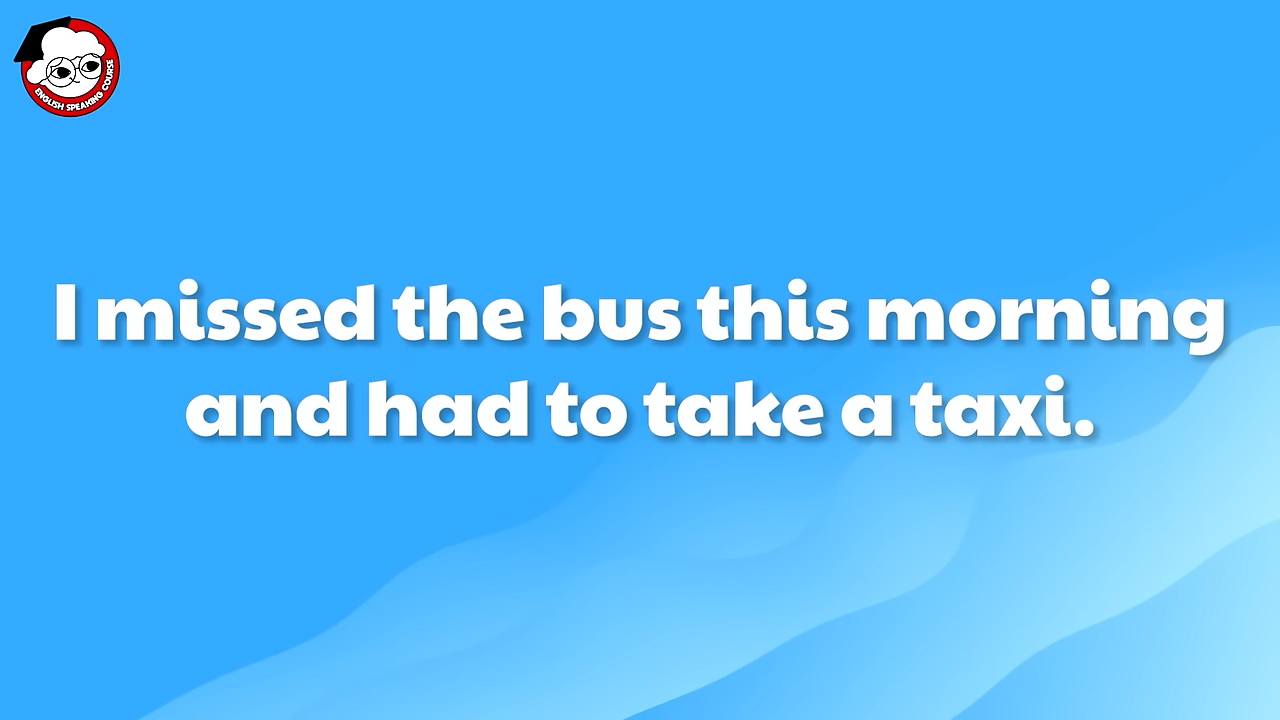 ENGLISH SPEAKING COURSE
I missed the bus this morning
and had to take a taxi.